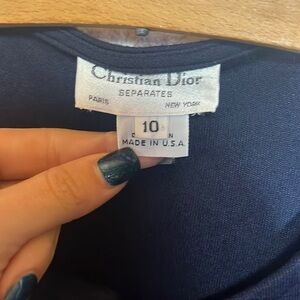 Christian Dior
SEPARATES
PARIS NEW YORK
10
MADE IN U.S.A.